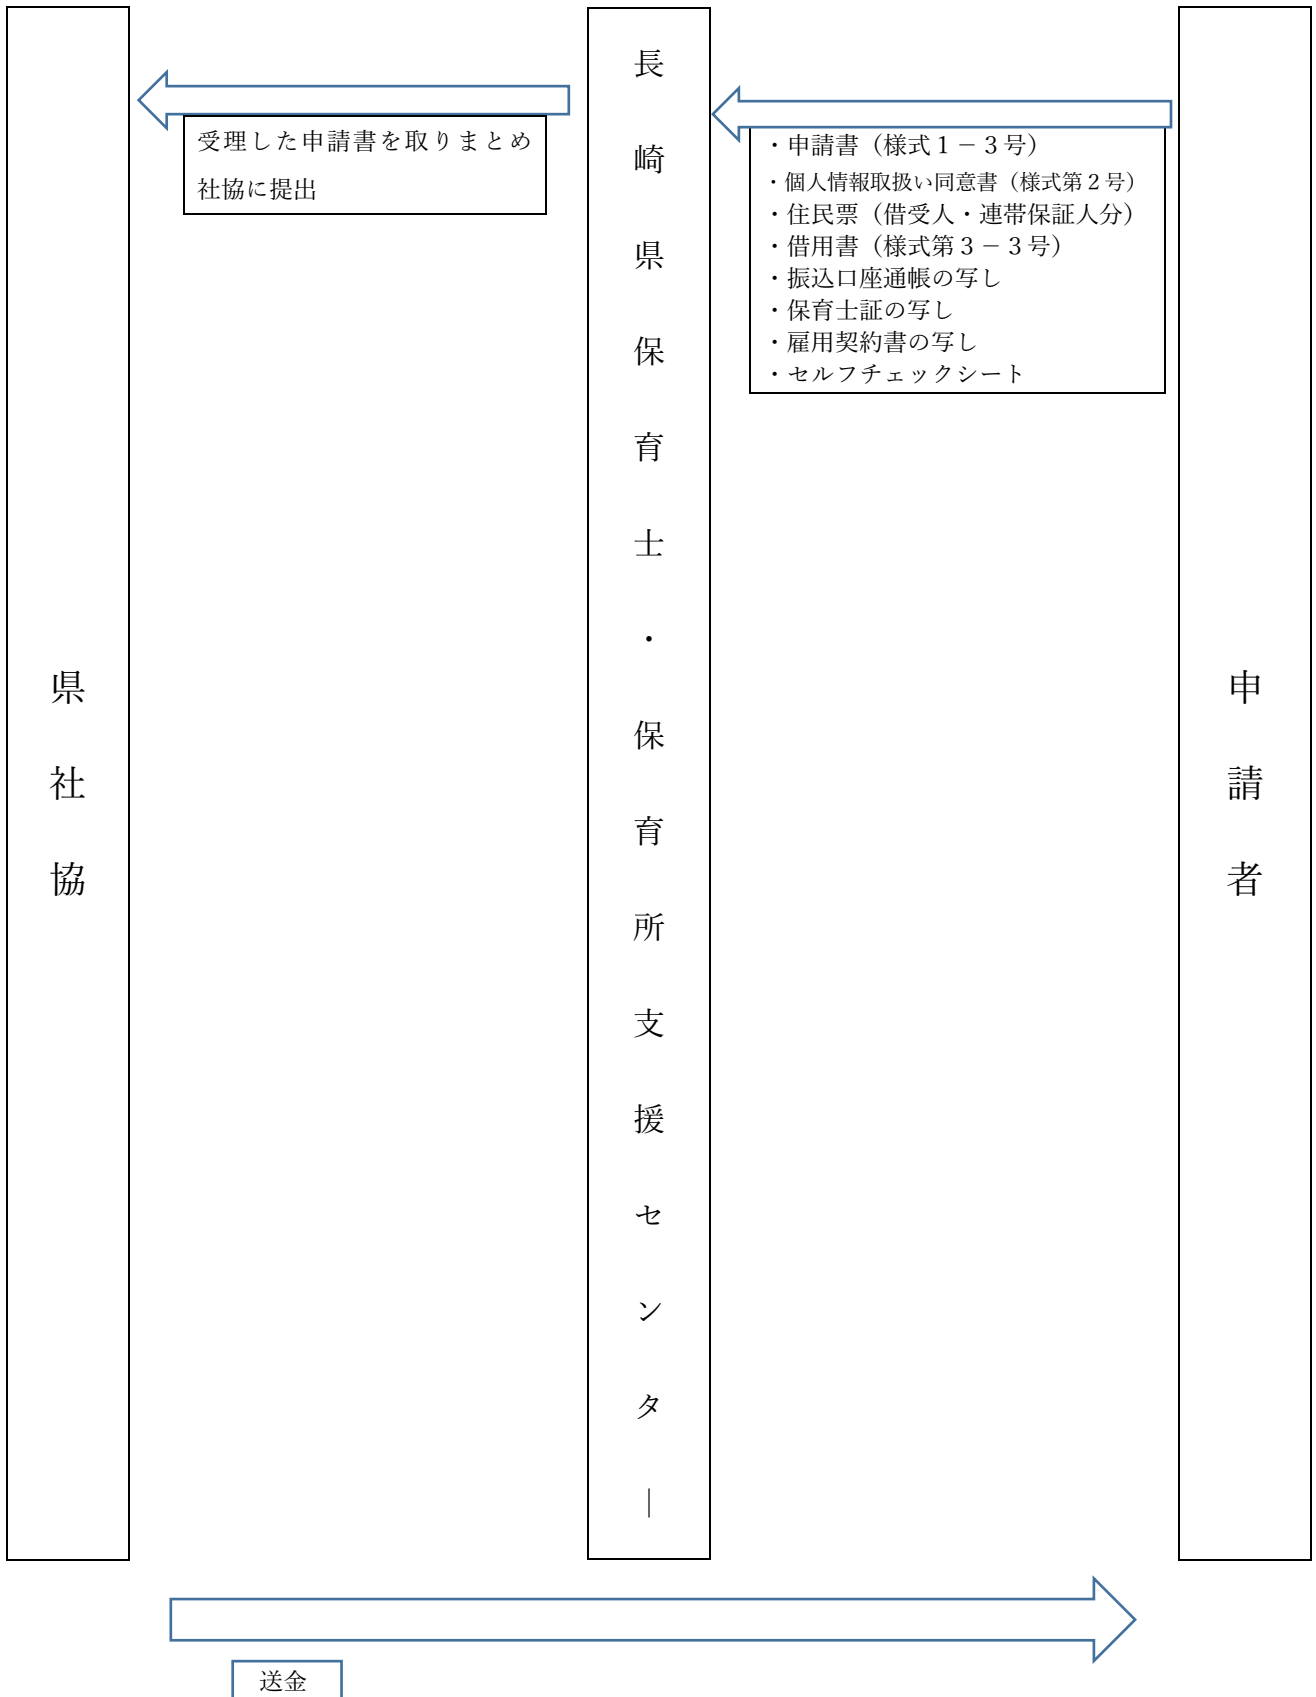 長崎県保育士・保育所支援センター
受理した申請書を取りまとめ
社協に提出
・申請書（様式１－３号）
・個人情報取扱い同意書（様式第２号）
・住民票（借受人・連帯保証人分）
・借用書（様式第３－３号）
・振込口座通帳の写し
・保育士証の写し
・雇用契約書の写し
・セルフチェックシート
県社協
申請者
送金